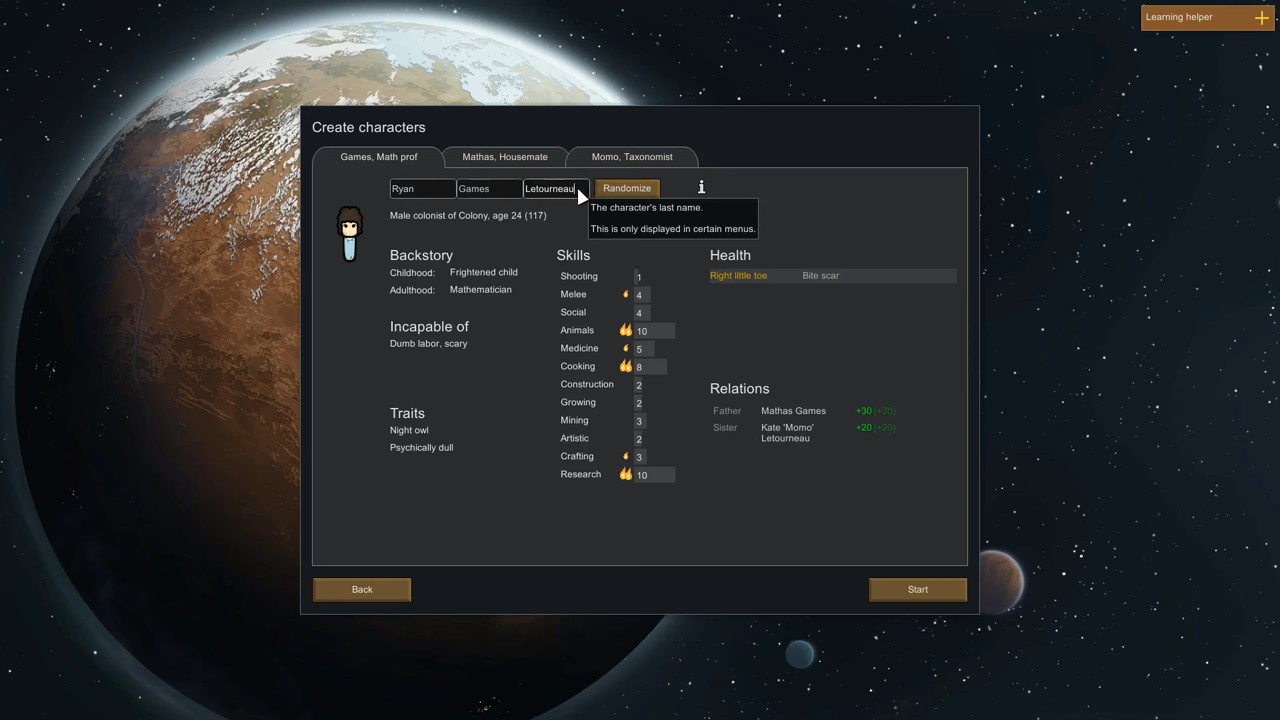 Learning helper
Create characters
Games, Math prof
Mathas, Housemate
Momo, Taxonomist
Ryan
Games
Letourneau
Randomize
The character's last name.
This is only displayed in certain menus.
Male colonist of Colony, age 24 (117)
Backstory
Childhood: Frightened child
Adulthood: Mathematician
Incapable of
Dumb labor, scary
Traits
Night owl
Psychically dull
Skills
Shooting 1
Melee 4
Social 4
Animals 10
Medicine 5
Cooking 8
Construction 2
Growing 2
Mining 3
Artistic 2
Crafting 3
Research 10
Health
Right little toe Bite scar
Relations
Father Mathas Games +30 (+30)
Sister Kate 'Momo' +20 (+20)
Letourneau
Back
Start